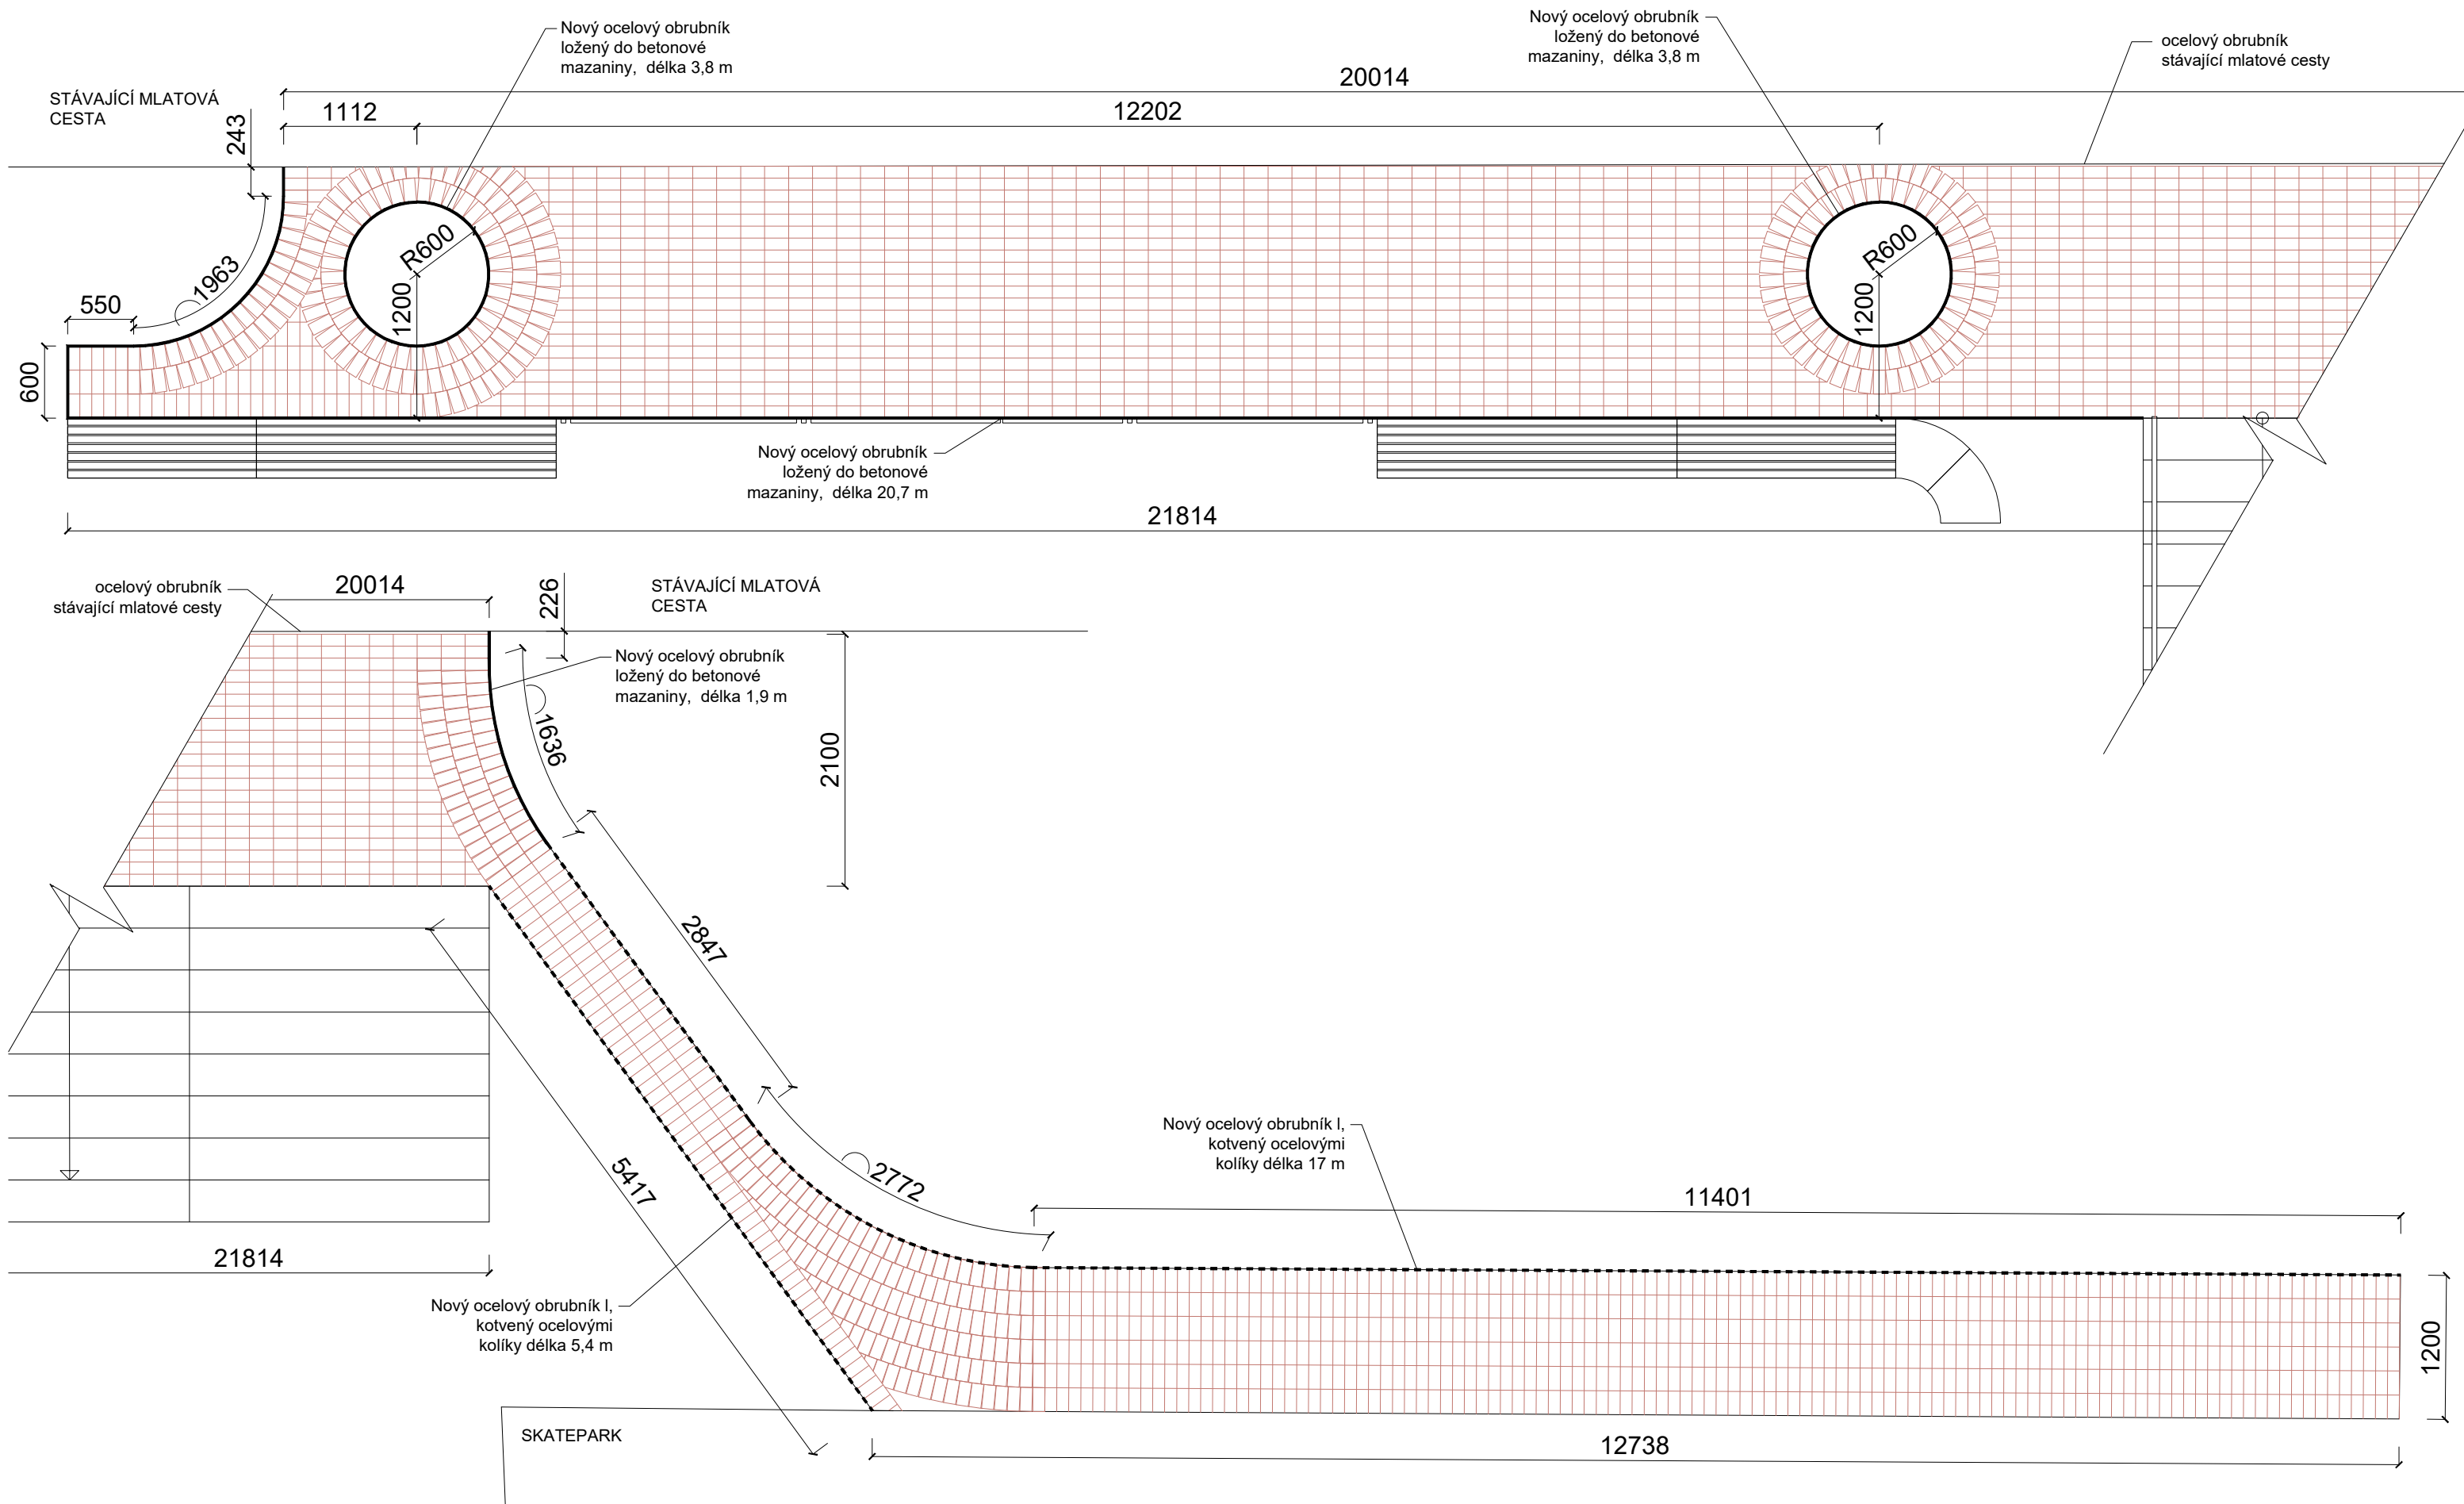 Nový ocelový obrubník
ložený do betonové
mazaniny, délka 3,8 m
Nový ocelový obrubník
ložený do betonové
mazaniny, délka 3,8 m
ocelový obrubník
stávající mlatové cesty
20014
STÁVAJÍCÍ MLATOVÁ
CESTA
243
1112
12202
R600
R600
1963
550
1200
1200
600
Nový ocelový obrubník
ložený do betonové
mazaniny, délka 20,7 m
21814
ocelový obrubník
stávající mlatové cesty
20014
226
STÁVAJÍCÍ MLATOVÁ
CESTA
Nový ocelový obrubník
ložený do betonové
mazaniny, délka 1,9 m
1636
2100
2847
5417
2772
Nový ocelový obrubník l,
kotvený ocelovými
kolíky délka 17 m
11401
21814
Nový ocelový obrubník l,
kotvený ocelovými
kolíky délka 5,4 m
1200
SKATEPARK
12738